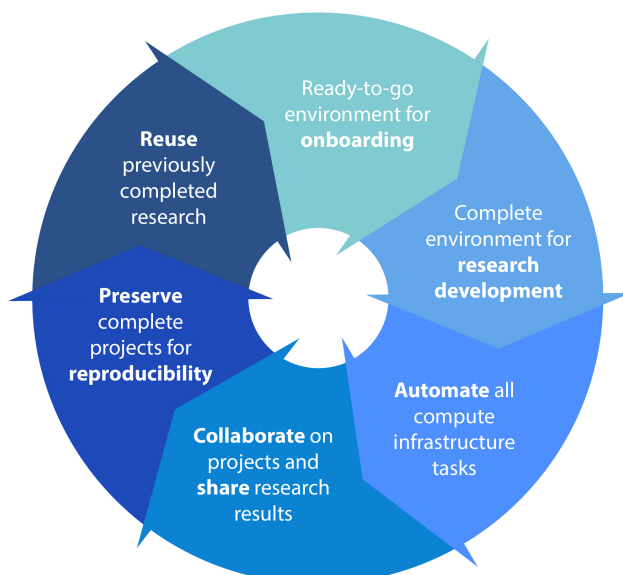 Ready-to-go
environment for
onboarding
Complete
environment for
research
development
Automate all
compute
infrastructure
tasks
Collaborate on
projects and
share research
results
Preserve
complete
projects for
reproducibility
Reuse
previously
completed
research